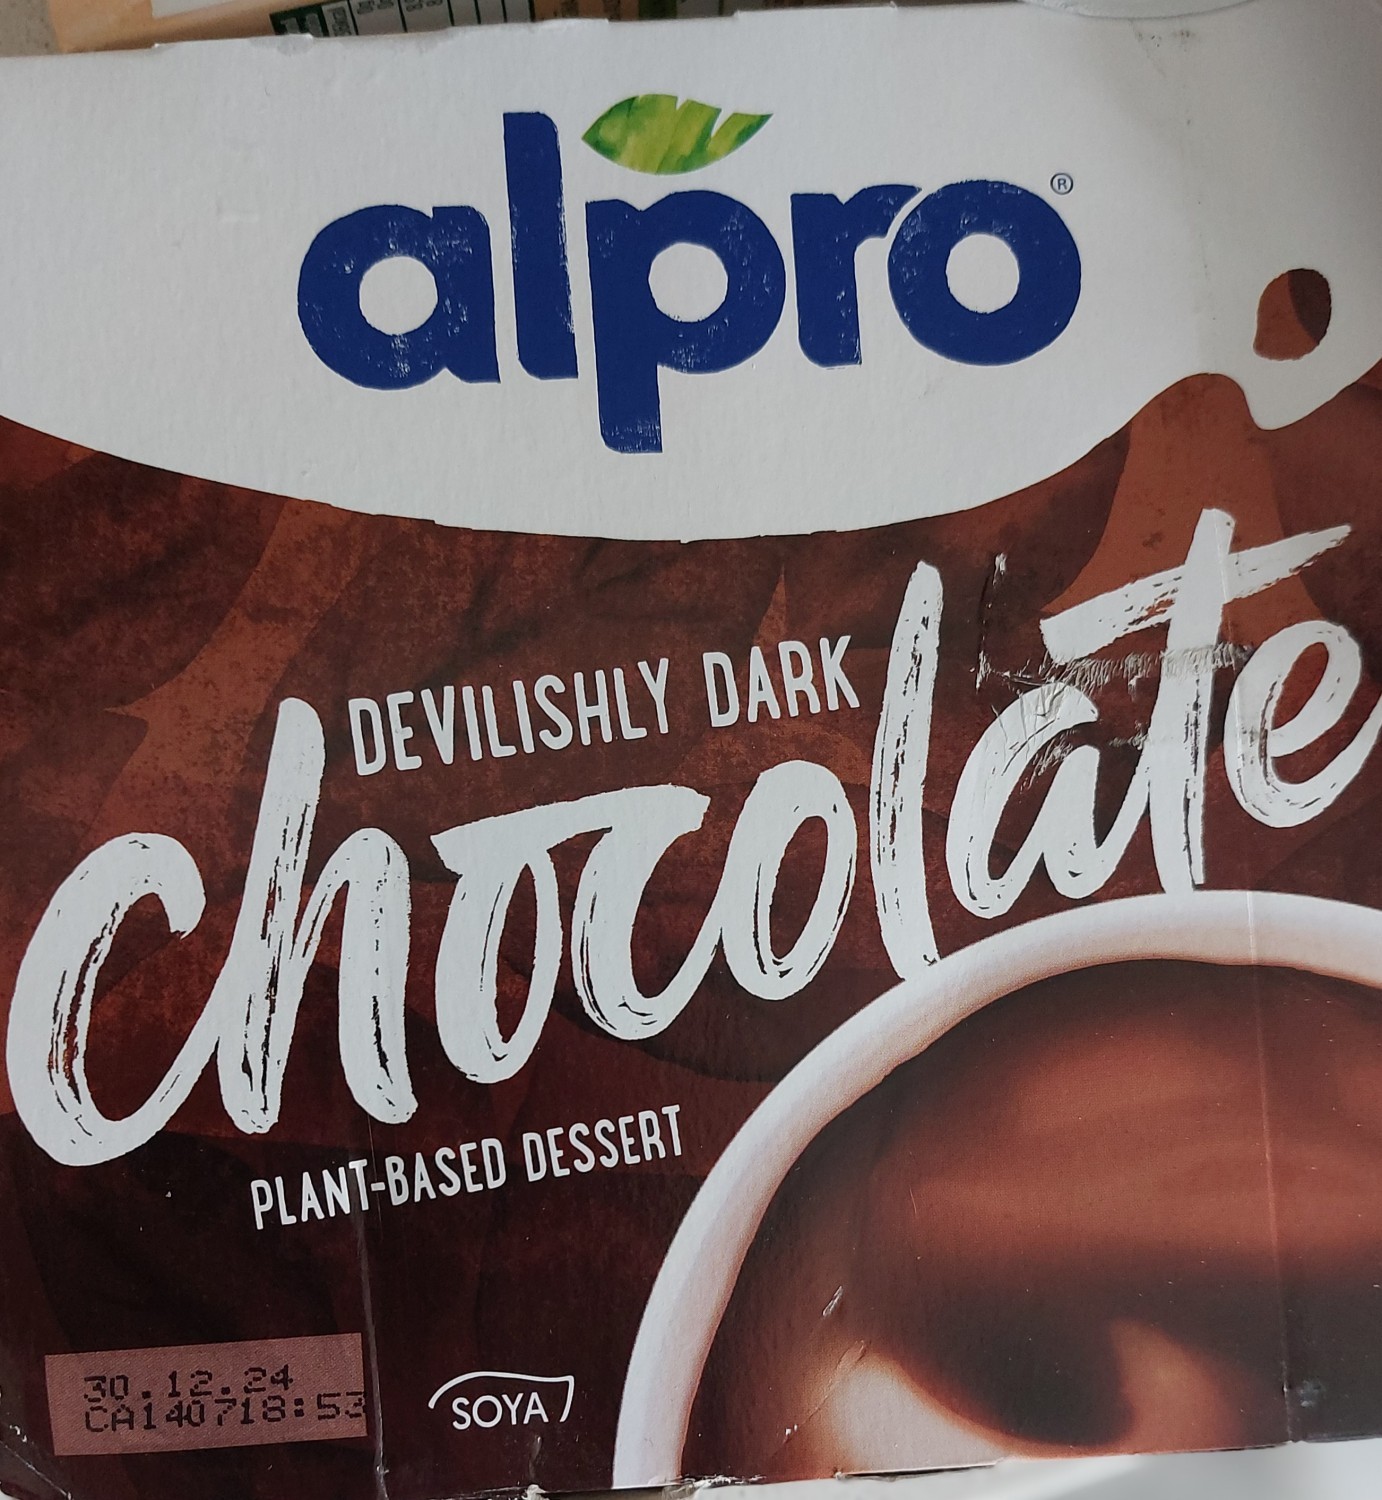 alpro®
DEVILISHLY DARK
chocolate
PLANT-BASED DESSERT
30.12.24
CA140718:53
SOYA